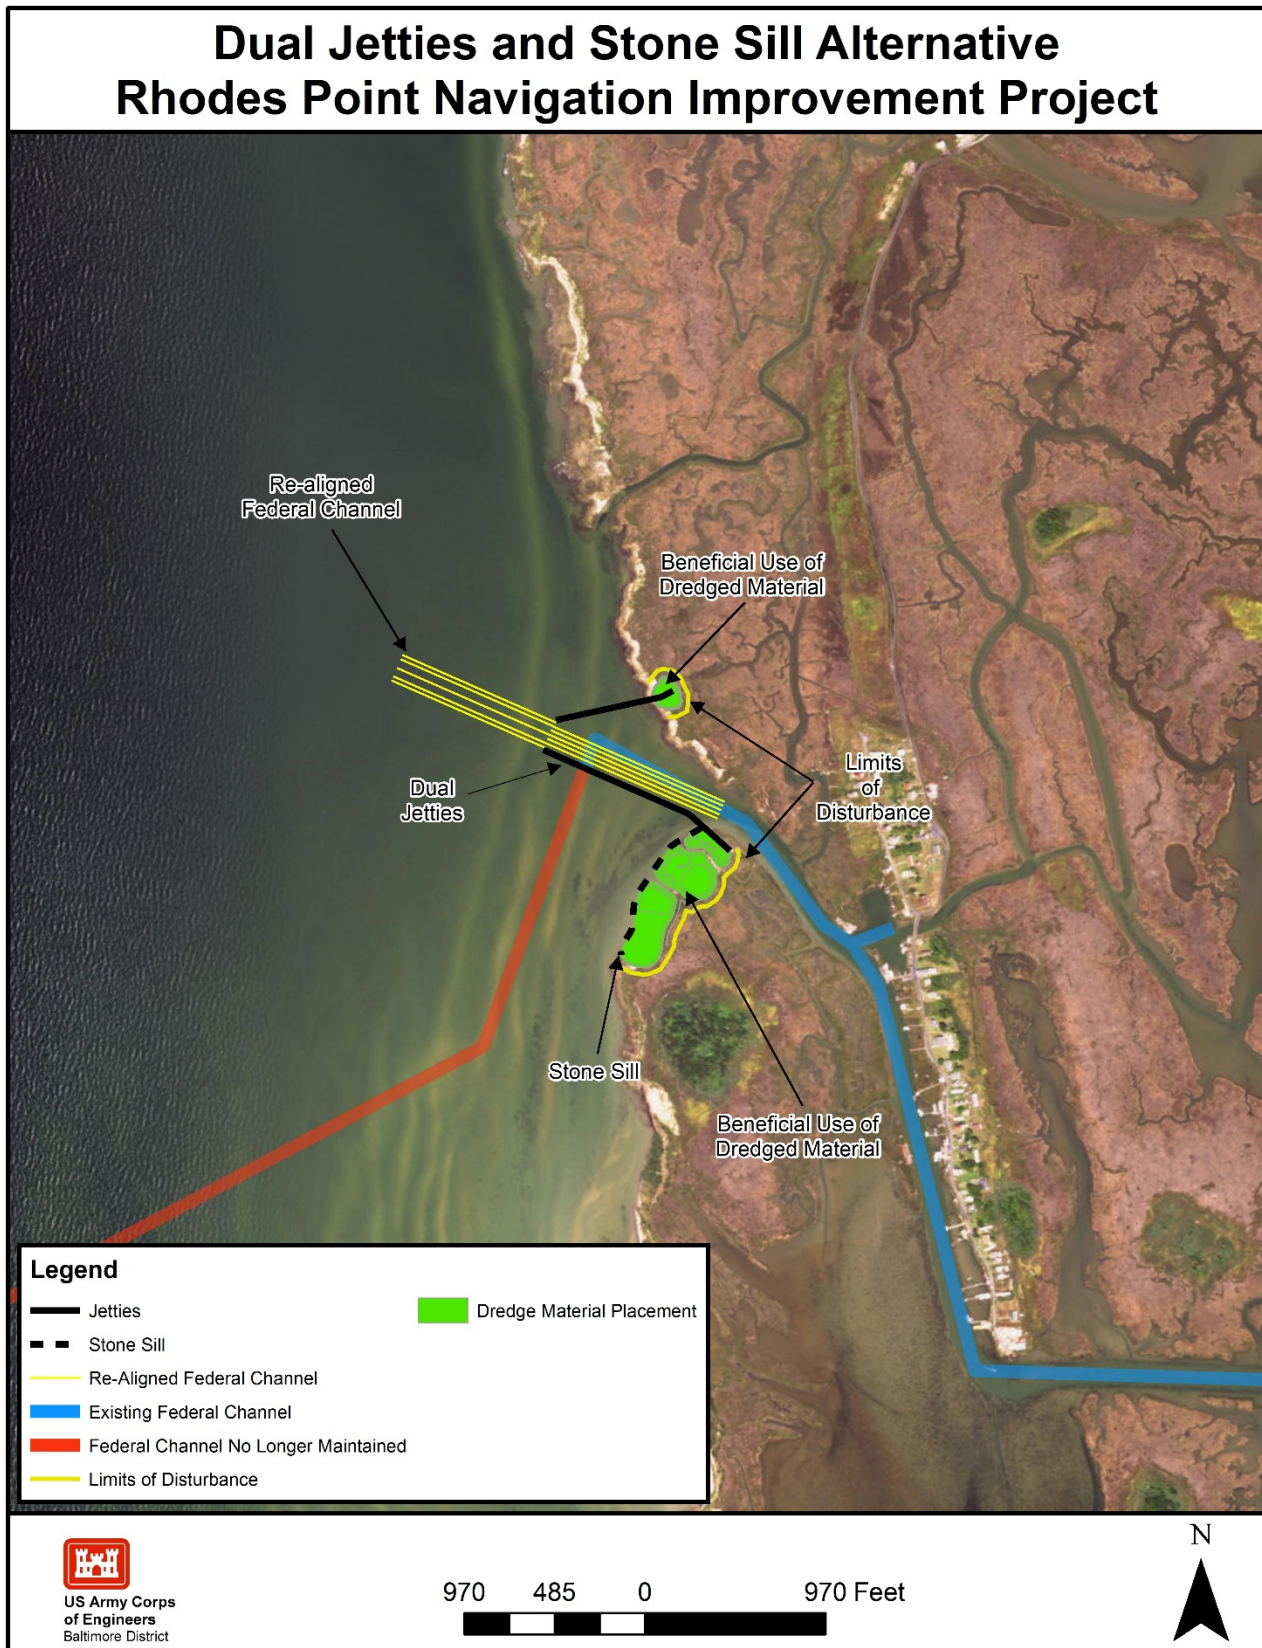 Dual Jetties and Stone Sill Alternative
Rhodes Point Navigation Improvement Project
Re-aligned
Federal Channel
Beneficial Use of
Dredged Material
Limits
of
Disturbance
Dual
Jetties
Stone Sill
Beneficial Use of
Dredged Material
Legend
Jetties
Stone Sill
Re-Aligned Federal Channel
Existing Federal Channel
Federal Channel No Longer Maintained
Limits of Disturbance
Dredge Material Placement
US Army Corps
of Engineers
Baltimore District
970 485 0 970 Feet
N